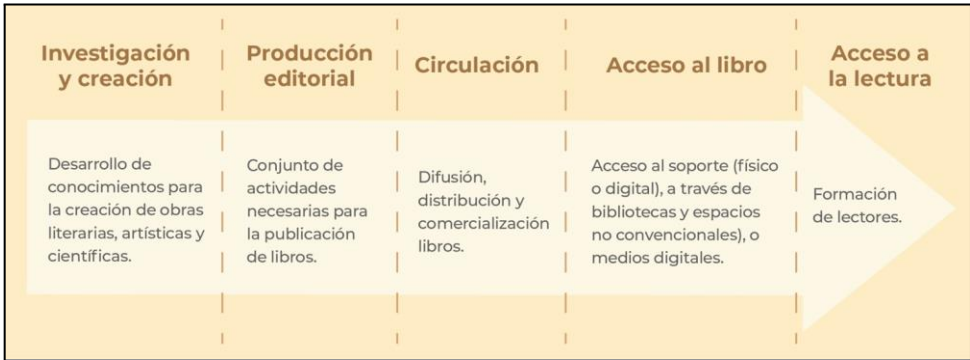 Investigación
y creación
Producción
editorial
Circulación
Acceso al libro
Acceso a
la lectura
Desarrollo de
conocimientos para
la creación de obras
literarias, artísticas y
científicas.
Conjunto de
actividades
necesarias para
la publicación
de libros.
Difusión,
distribución y
comercialización
libros.
Acceso al soporte (físico
o digital), a través de
bibliotecas y espacios
no convencionales), o
medios digitales.
Formación
de lectores.